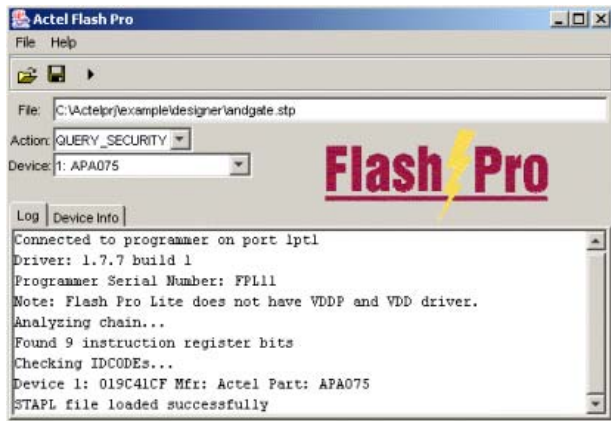 Actel Flash Pro
File Help
File: C:\Actelprj\example\designer\andgate.stp
Action: QUERY_SECURITY
Device: 1: APA075
Flash Pro
Log Device Info
Connected to programmer on port lpt1
Driver: 1.7.7 build 1
Programmer Serial Number: FPL11
Note: Flash Pro Lite does not have VDDP and VDD driver.
Analyzing chain...
Found 9 instruction register bits
Checking IDCODEs...
Device 1: 019C41CF Mfr: Actel Part: APA075
STAPL file loaded successfully